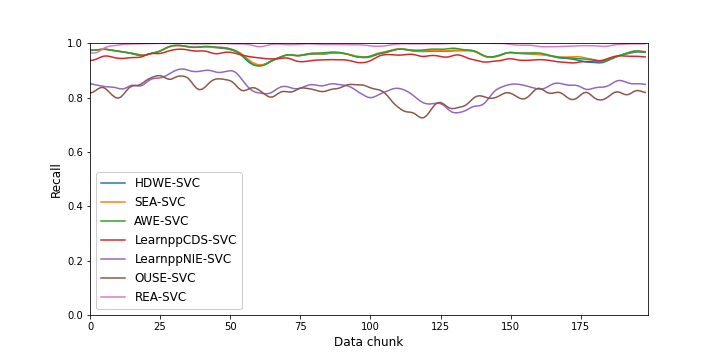 1.0
0.8
0.6
0.4
0.2
0.0
Recall
HDWE-SVC
SEA-SVC
AWE-SVC
LearnppCDS-SVC
LearnppNIE-SVC
OUSE-SVC
REA-SVC
0 25 50 75 100 125 150 175
Data chunk